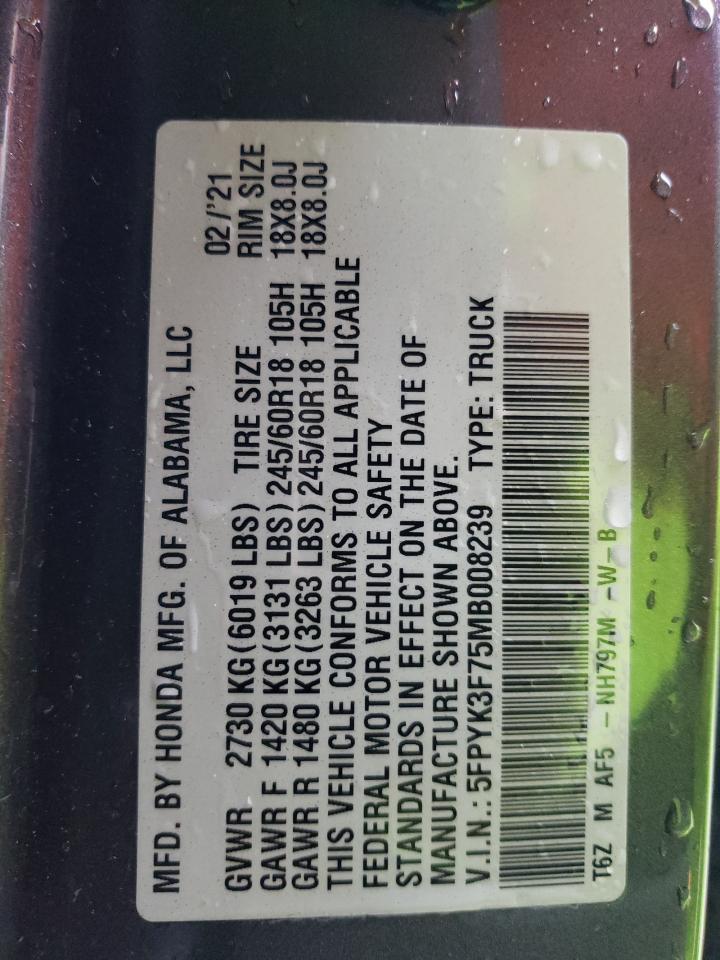 MFD. BY HONDA MFG. OF ALABAMA, LLC
02/'21
GVWR 2730 KG(6019 LBS) TIRE SIZE RIM SIZE
GAWR F 1420 KG(3131 LBS) 245/60R18 105H 18X8.0J
GAWR R 1480 KG(3263 LBS) 245/60R18 105H 18X8.0J
THIS VEHICLE CONFORMS TO ALL APPLICABLE
FEDERAL MOTOR VEHICLE SAFETY
STANDARDS IN EFFECT ON THE DATE OF
MANUFACTURE SHOWN ABOVE.
V.I.N.: 5FPYK3F75MB008239 TYPE: TRUCK
T6Z M AF5 - NH797M -W- B